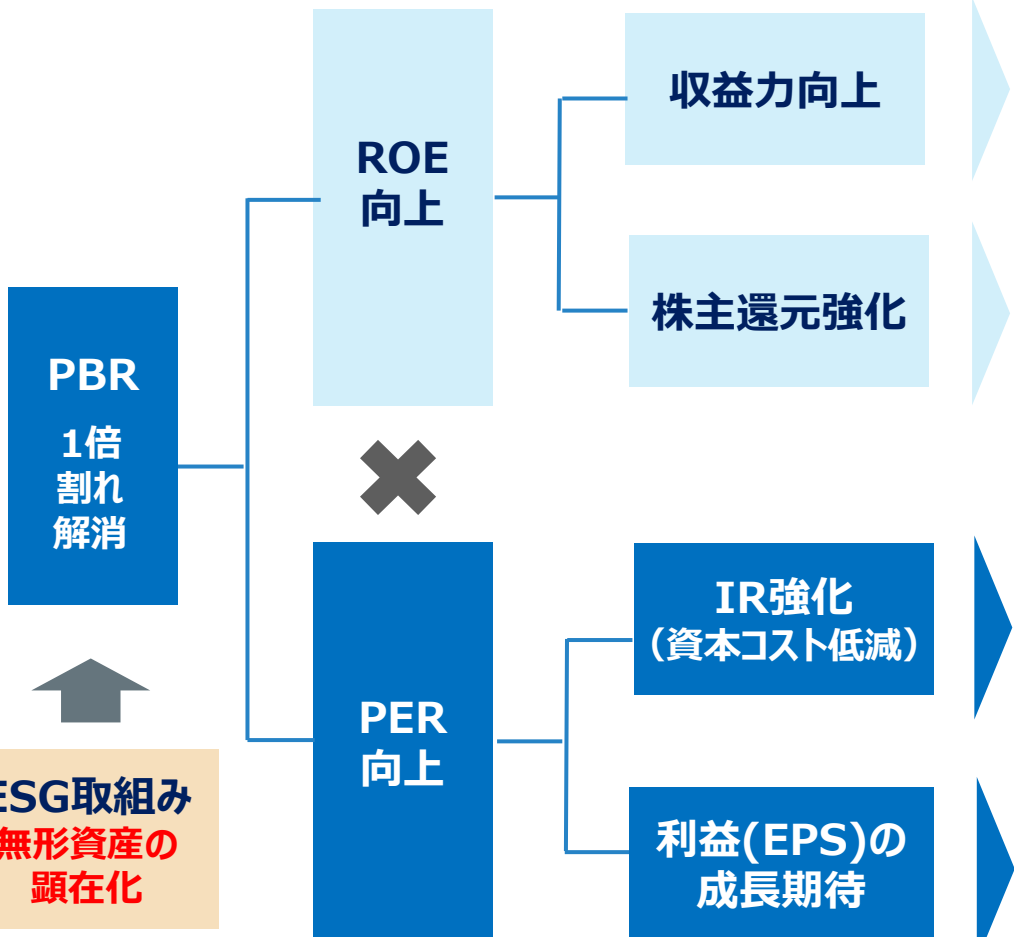 PBR
1倍
割れ
解消
ROE
向上
収益力向上
株主還元強化
PER
向上
IR強化
（資本コスト低減）
利益(EPS)の
成長期待
ESG取組み
無形資産の
顕在化